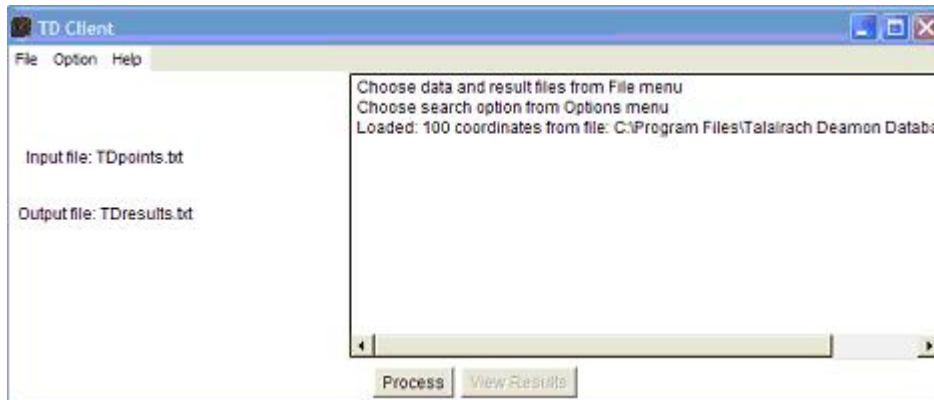 TD Client
File Option Help
Choose data and result files from File menu
Choose search option from Options menu
Loaded: 100 coordinates from file: C:\Program Files\Talairach Deamon Databa
Input file: TDpoints.txt
Output file: TDresults.txt
Process View Results